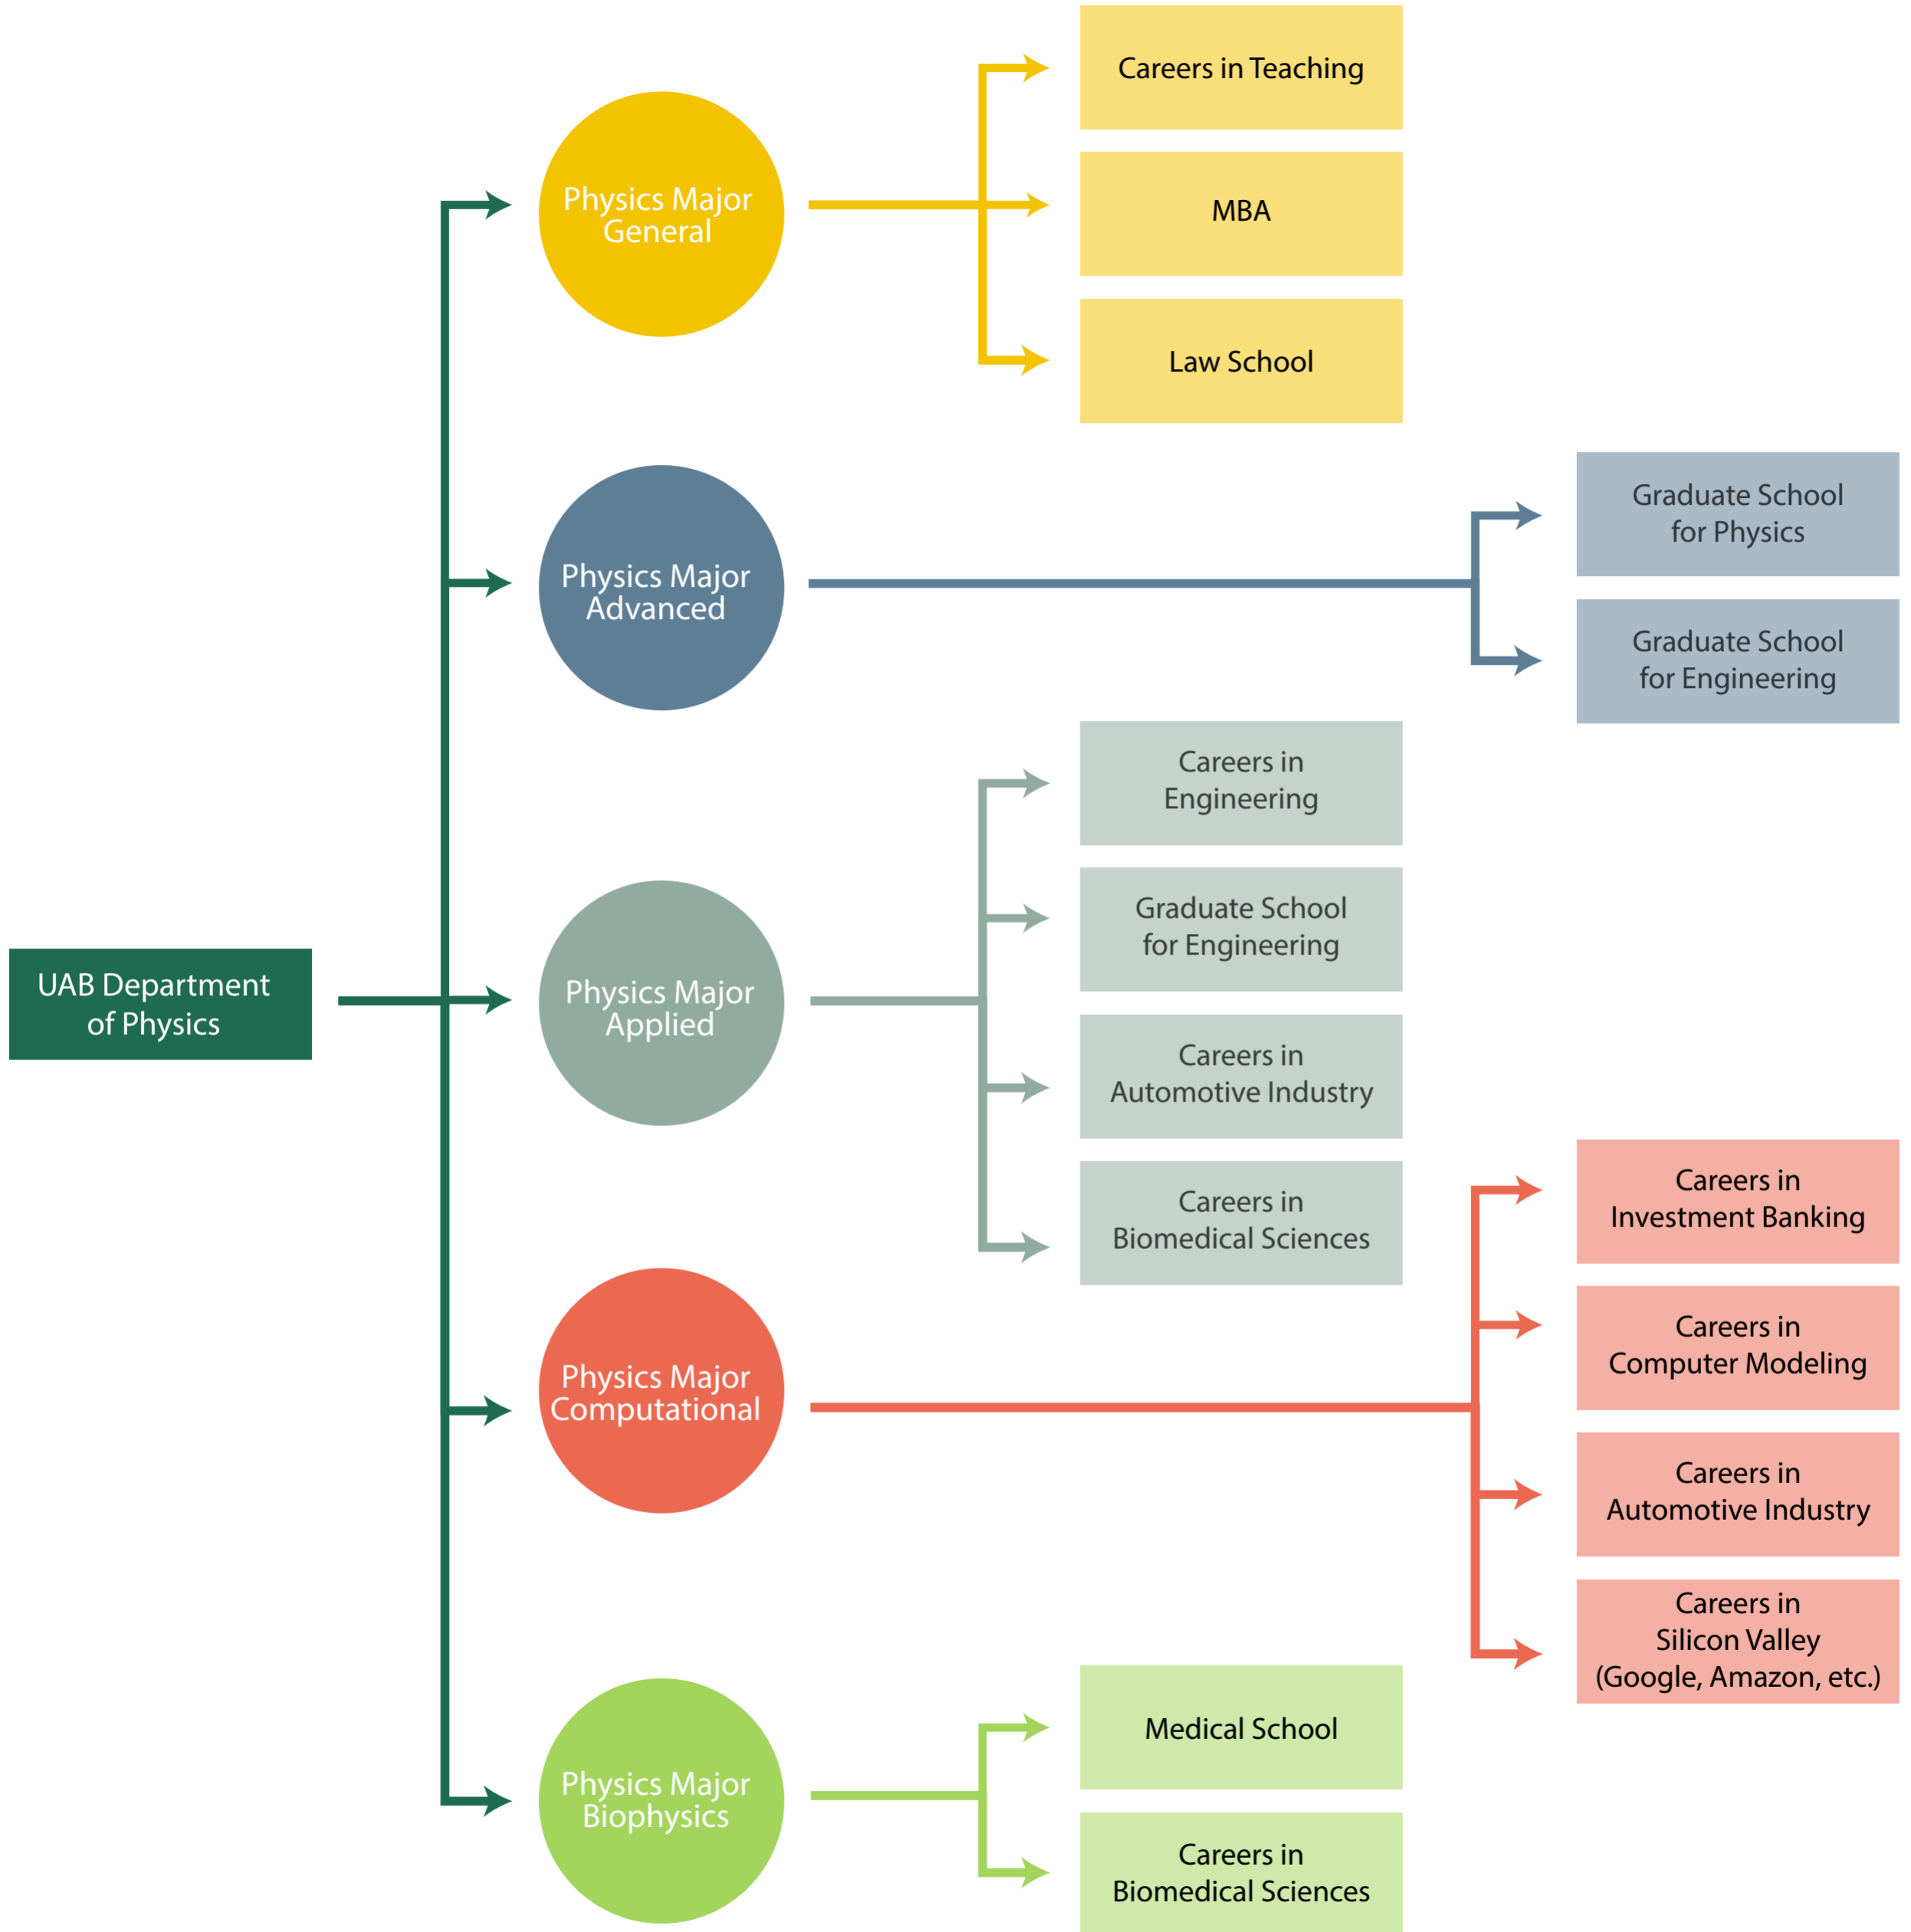 UAB Department
of Physics
Physics Major
General
Careers in Teaching
MBA
Law School
Physics Major
Advanced
Graduate School
for Physics
Graduate School
for Engineering
Physics Major
Applied
Careers in
Engineering
Graduate School
for Engineering
Careers in
Automotive Industry
Careers in
Biomedical Sciences
Physics Major
Computational
Careers in
Investment Banking
Careers in
Computer Modeling
Careers in
Automotive Industry
Careers in
Silicon Valley
(Google, Amazon, etc.)
Physics Major
Biophysics
Medical School
Careers in
Biomedical Sciences